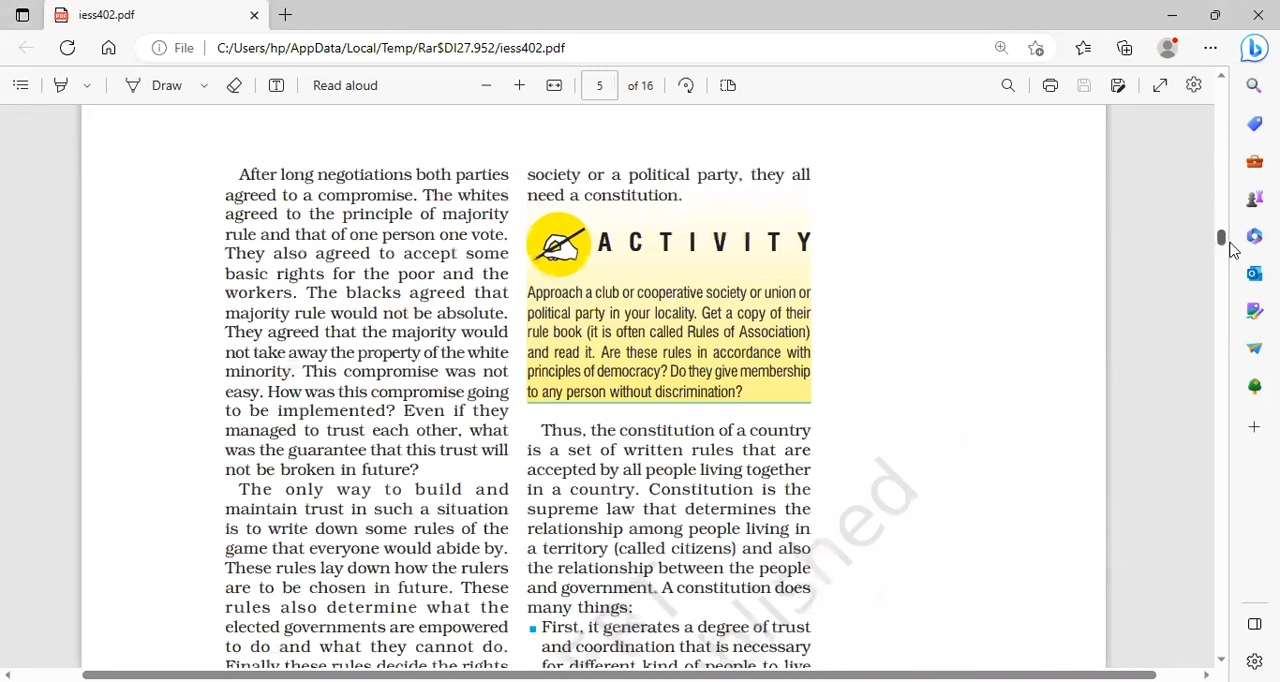 iess402.pdf
File
C:/Users/hp/AppData/Local/Temp/Rar$DI27.952/iess402.pdf
Draw
Read aloud
5
of 16
After long negotiations both parties
agreed to a compromise. The whites
agreed to the principle of majority
rule and that of one person one vote.
They also agreed to accept some
basic rights for the poor and the
workers. The blacks agreed that
majority rule would not be absolute.
They agreed that the majority would
not take away the property of the white
minority. This compromise was not
easy. How was this compromise going
to be implemented? Even if they
managed to trust each other, what
was the guarantee that this trust will
not be broken in future?
The only way to build and
maintain trust in such a situation
is to write down some rules of the
game that everyone would abide by.
These rules lay down how the rulers
are to be chosen in future. These
rules also determine what the
elected governments are empowered
to do and what they cannot do.
Finally these rules decide the rights
society or a political party, they all
need a constitution.
ACTIVITY
Approach a club or cooperative society or union or
political party in your locality. Get a copy of their
rule book (it is often called Rules of Association)
and read it. Are these rules in accordance with
principles of democracy? Do they give membership
to any person without discrimination?
Thus, the constitution of a country
is a set of written rules that are
accepted by all people living together
in a country. Constitution is the
supreme law that determines the
relationship among people living in
a territory (called citizens) and also
the relationship between the people
and government. A constitution does
many things:
First, it generates a degree of trust
and coordination that is necessary
for different kind of people to live